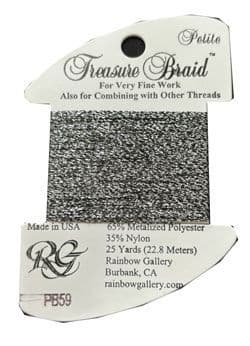 Petite
Treasure Braid™
For Very Fine Work
Also for Combining with Other Threads
Made in USA
65% Metalized Polyester
35% Nylon
25 Yards (22.8 Meters)
RG
Rainbow Gallery
Burbank, CA
rainbowgallery.com
PB59